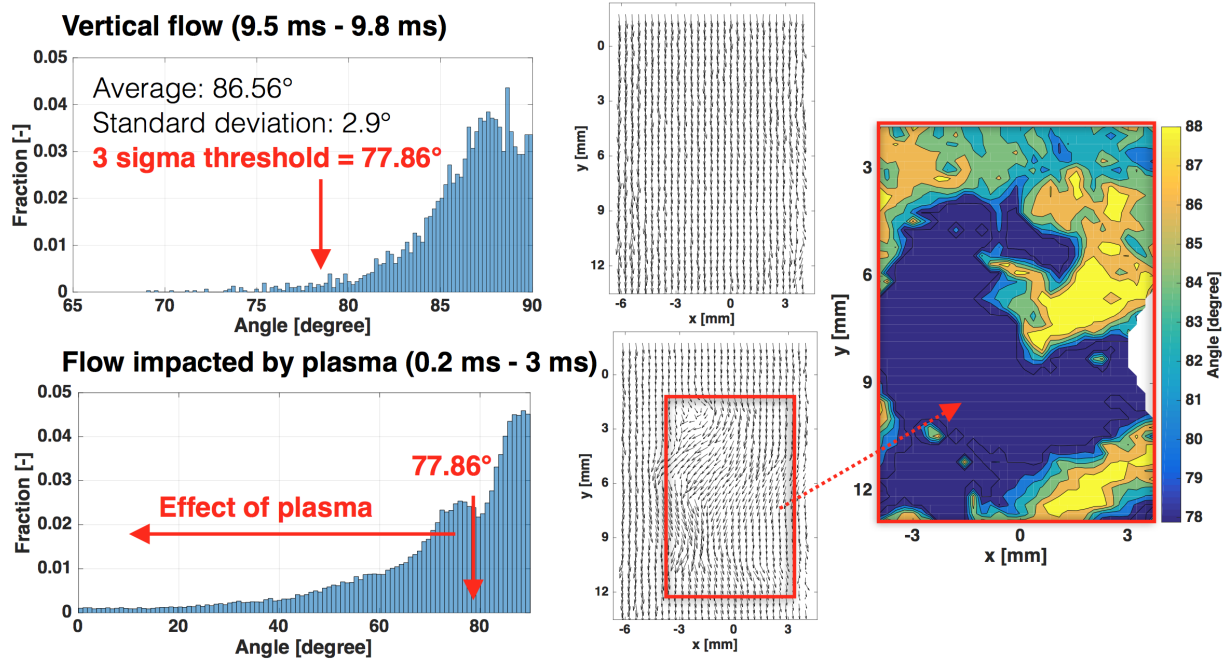 Vertical flow (9.5 ms - 9.8 ms)
0.05
0.04
0.03
0.02
0.01
0
Fraction [-]
Average: 86.56°
Standard deviation: 2.9°
3 sigma threshold = 77.86°
65 70 75 80 85 90
Angle [degree]
0
3
6
9
12
y [mm]
-6 -3 0 3
x [mm]
Flow impacted by plasma (0.2 ms - 3 ms)
0.05
0.04
0.03
0.02
0.01
0
Fraction [-]
77.86°
Effect of plasma
0 20 40 60 80
Angle [degree]
0
3
6
9
12
y [mm]
-6 -3 0 3
x [mm]
3
6
9
12
y [mm]
-3 0 3
x [mm]
88
87
86
85
84
83
82
81
80
79
78
Angle [degree]